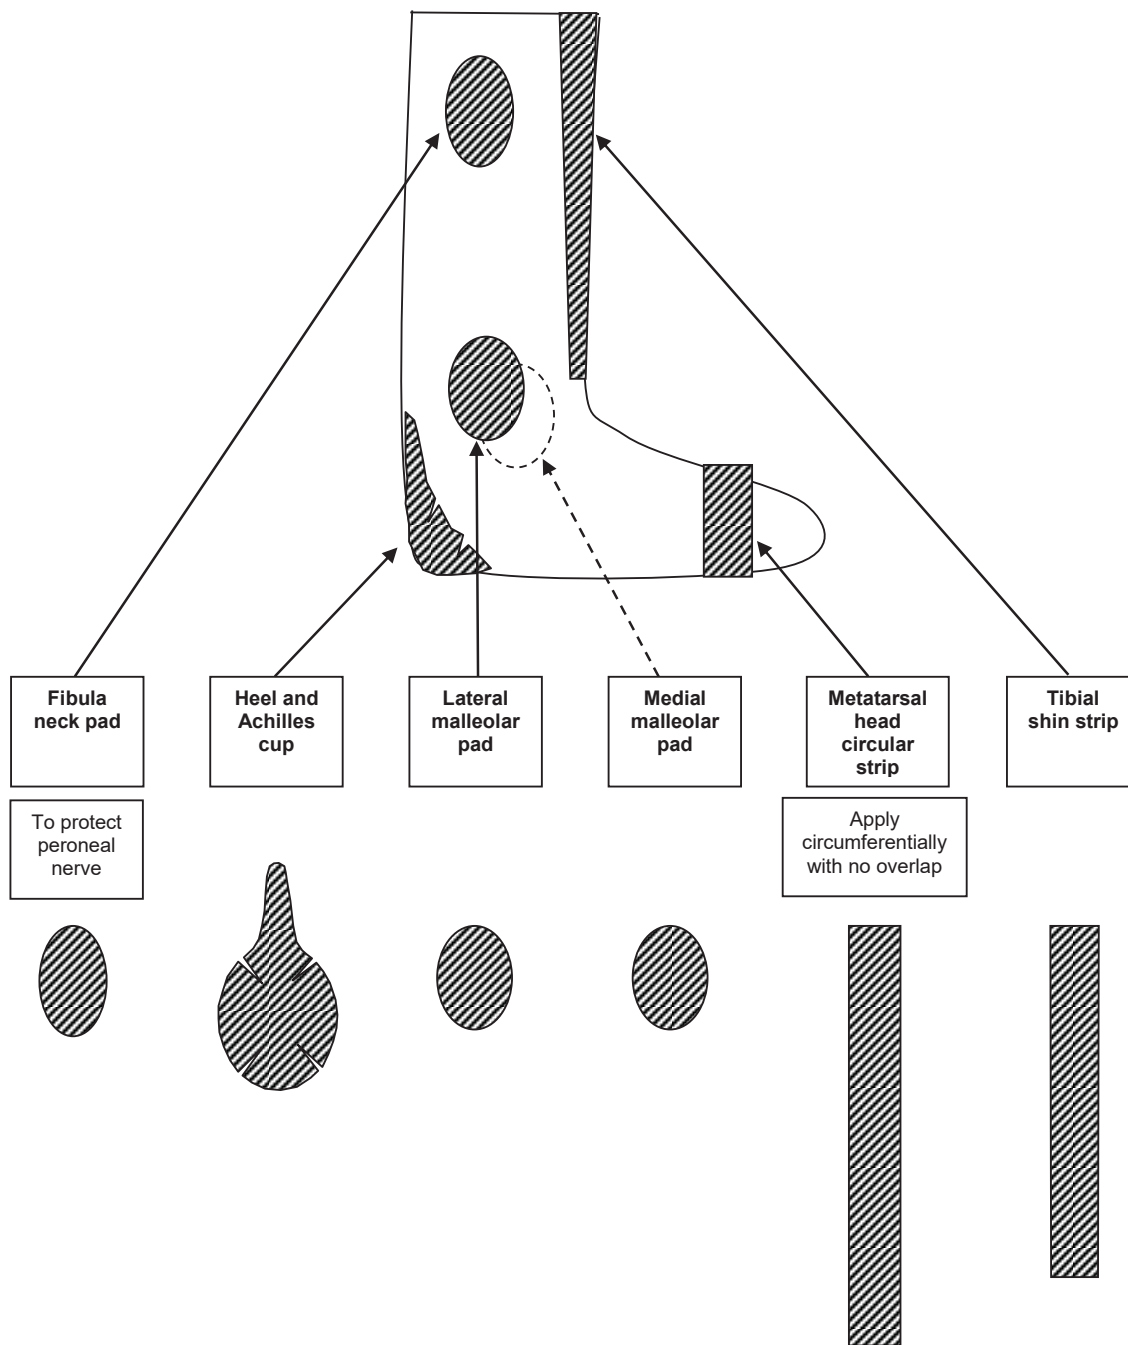 Fibula
neck pad
Heel and
Achilles
cup
Lateral
malleolar
pad
Medial
malleolar
pad
Metatarsal
head
circular
strip
Tibial
shin strip
To protect
peroneal
nerve
Apply
circumferentially
with no overlap